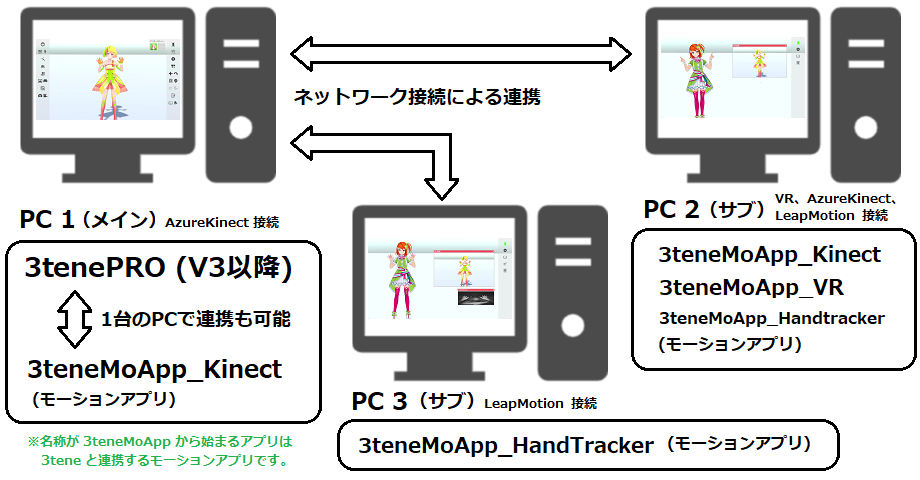 ネットワーク接続による連携
PC 1（メイン）AzureKinect 接続
3tenePRO (V3以降)
1台のPCで連携も可能
3teneMoApp_Kinect
（モーションアプリ）
※名称が 3teneMoApp から始まるアプリは
3tene と連携するモーションアプリです。
PC 2（サブ）VR、AzureKinect、
LeapMotion 接続
3teneMoApp_Kinect
3teneMoApp_VR
3teneMoApp_Handtracker
（モーションアプリ）
PC 3（サブ）LeapMotion 接続
3teneMoApp_HandTracker（モーションアプリ）